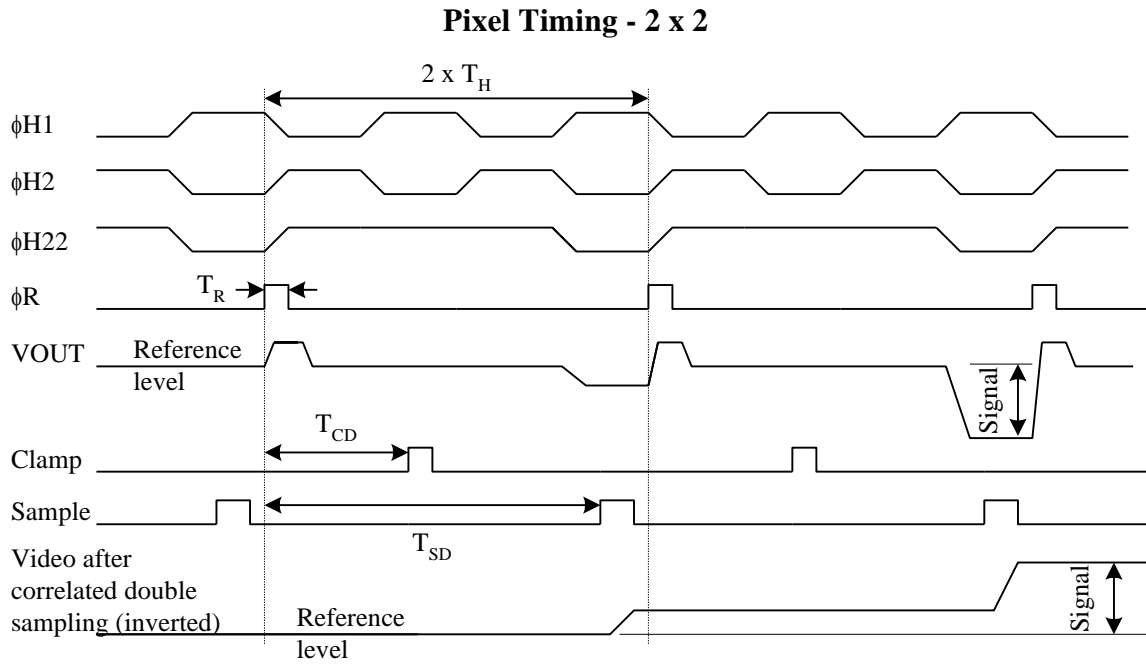 Pixel Timing - 2 x 2
2 x TH
ϕH1
ϕH2
ϕH22
TR
ϕR
VOUT
Reference
level
Signal
TCD
Clamp
Sample
TSD
Video after
correlated double
sampling (inverted)
Reference
level
Signal